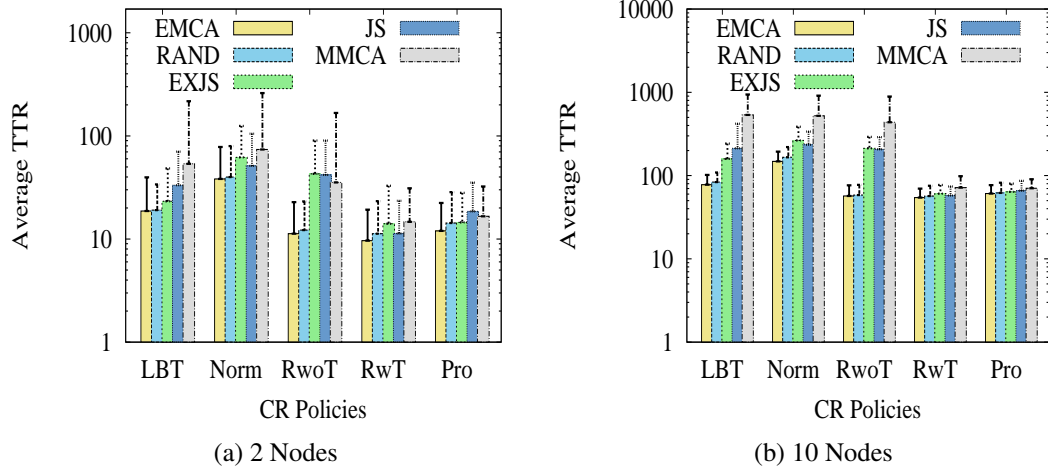 1000
100
10
1
Average TTR
EMCA
RAND
EXJS
JS
MMCA
LBT Norm RwoT RwT Pro
CR Policies
(a) 2 Nodes
10000
1000
100
10
1
Average TTR
EMCA
RAND
EXJS
JS
MMCA
LBT Norm RwoT RwT Pro
CR Policies
(b) 10 Nodes